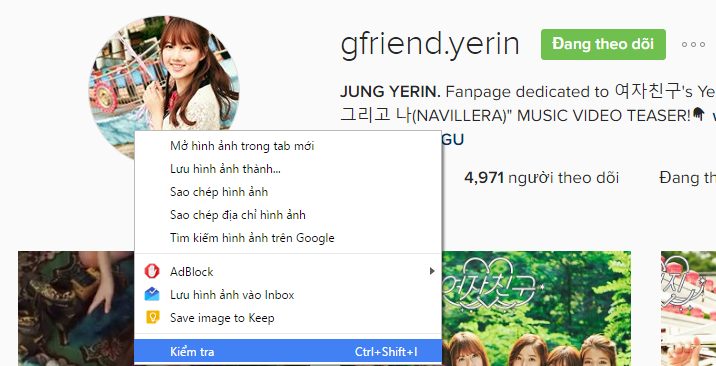 gfriend.yerin Đang theo dõi
JUNG YERIN. Fanpage dedicated to 여자친구's Ye
그리고 나(NAVILLERA)" MUSIC VIDEO TEASER!
GU
Mở hình ảnh trong tab mới
Lưu hình ảnh thành...
4,971 người theo dõi Đang th
Sao chép hình ảnh
Sao chép địa chỉ hình ảnh
Tìm kiếm hình ảnh trên Google
AdBlock
Lưu hình ảnh vào Inbox
여자친구
Save image to Keep
Kiểm tra Ctrl+Shift+I